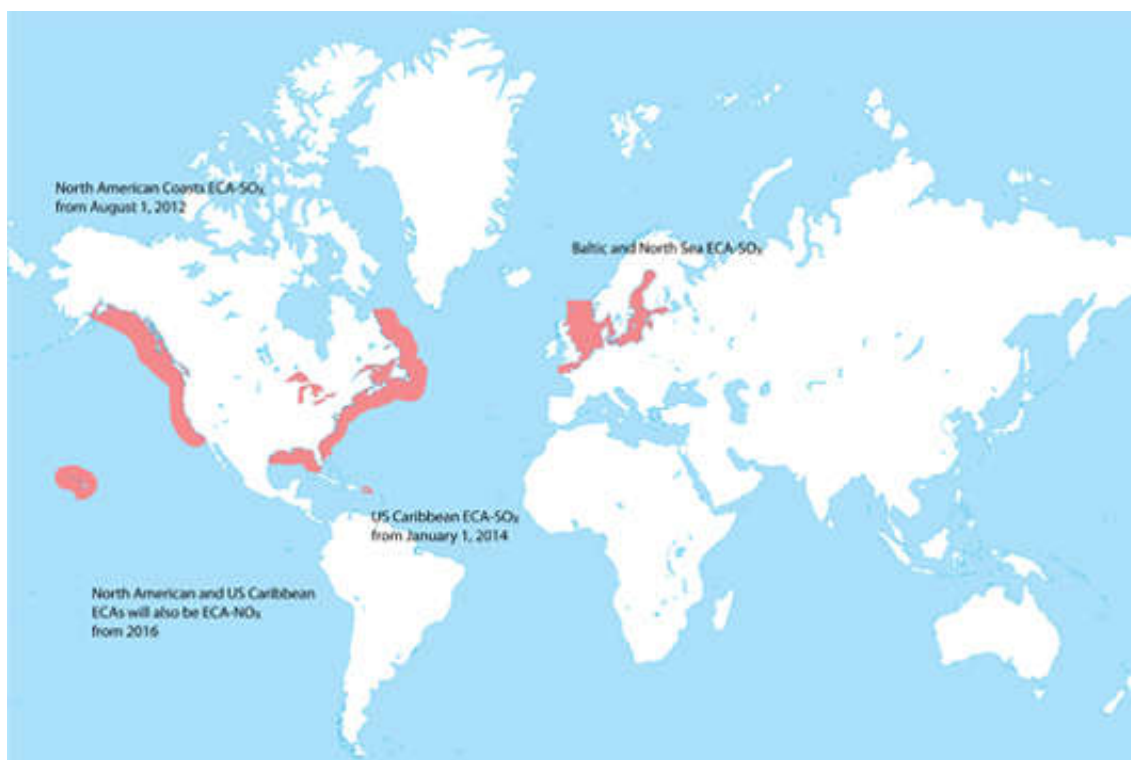 North American Coasts ECA-SOx
from August 1, 2012
Baltic and North Sea ECA-SOx
US Caribbean ECA-SOx
from January 1, 2014
North American and US Caribbean
ECAs will also be ECA-NOx
from 2016